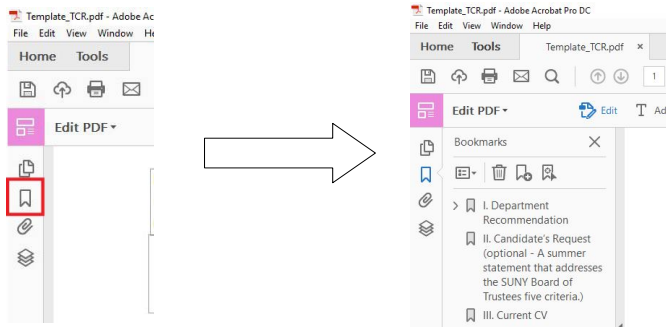 Template_TCR.pdf - Adobe Ac
File Edit View Window He
Home Tools
Edit PDF
Template_TCR.pdf - Adobe Acrobat Pro DC
File Edit View Window Help
Home Tools Template_TCR.pdf ×
1
Edit PDF Edit T Ad
Bookmarks
I. Department
Recommendation
II. Candidate's Request
(optional - A summer
statement that addresses
the SUNY Board of
Trustees five criteria.)
III. Current CV